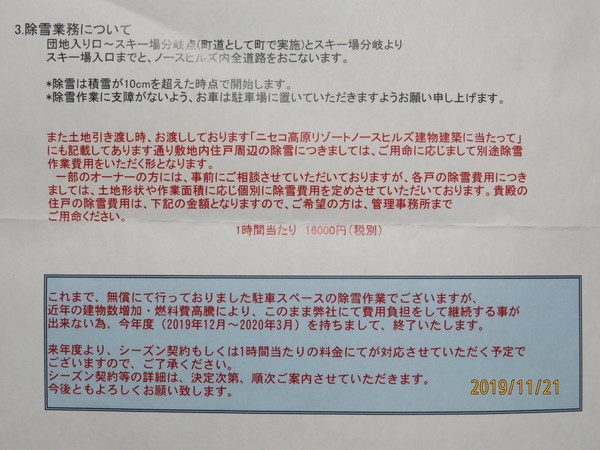 3.除雪業務について
団地入り口～スキー場分岐点(町道として町で実施)とスキー場分岐より
スキー場入口までと、ノースヒルズ内全道路をおこないます。
*除雪は積雪が10cmを超えた時点で開始します。
*除雪作業に支障がないよう、お車は駐車場に置いていただきますようお願い申し上げます。
また土地引き渡し時、お渡ししております「ニセコ高原リゾートノースヒルズ建物建築に当たって」
にも記載してあります通り敷地内住戸周辺の除雪につきましては、ご用命に応じまして別途除雪
作業費用をいただく形となります。
一部のオーナーの方には、事前にご相談させていただいておりますが、各戸の除雪費用につき
ましては、土地形状や作業面積に応じ個別に除雪費用を定めさせていただいております。貴殿の
住戸の除雪費用は、下記の金額となりますので、ご希望の方は、管理事務所まで
ご用命ください。
1時間当たり 16000円(税別)
これまで、無償にて行っておりました駐車スペースの除雪作業でございますが、
近年の建物数増加・燃料費高騰により、このまま弊社にて費用負担をして継続する事が
出来ない為、今年度（2019年12月～2020年3月）を持ちまして、終了いたします。
来年度より、シーズン契約もしくは1時間当たりの料金にてが対応させていただく予定で
ございますので、ご了承ください。
シーズン契約等の詳細は、決定次第、順次ご案内させていただきます。
今後ともよろしくお願い致します。
2019/11/21